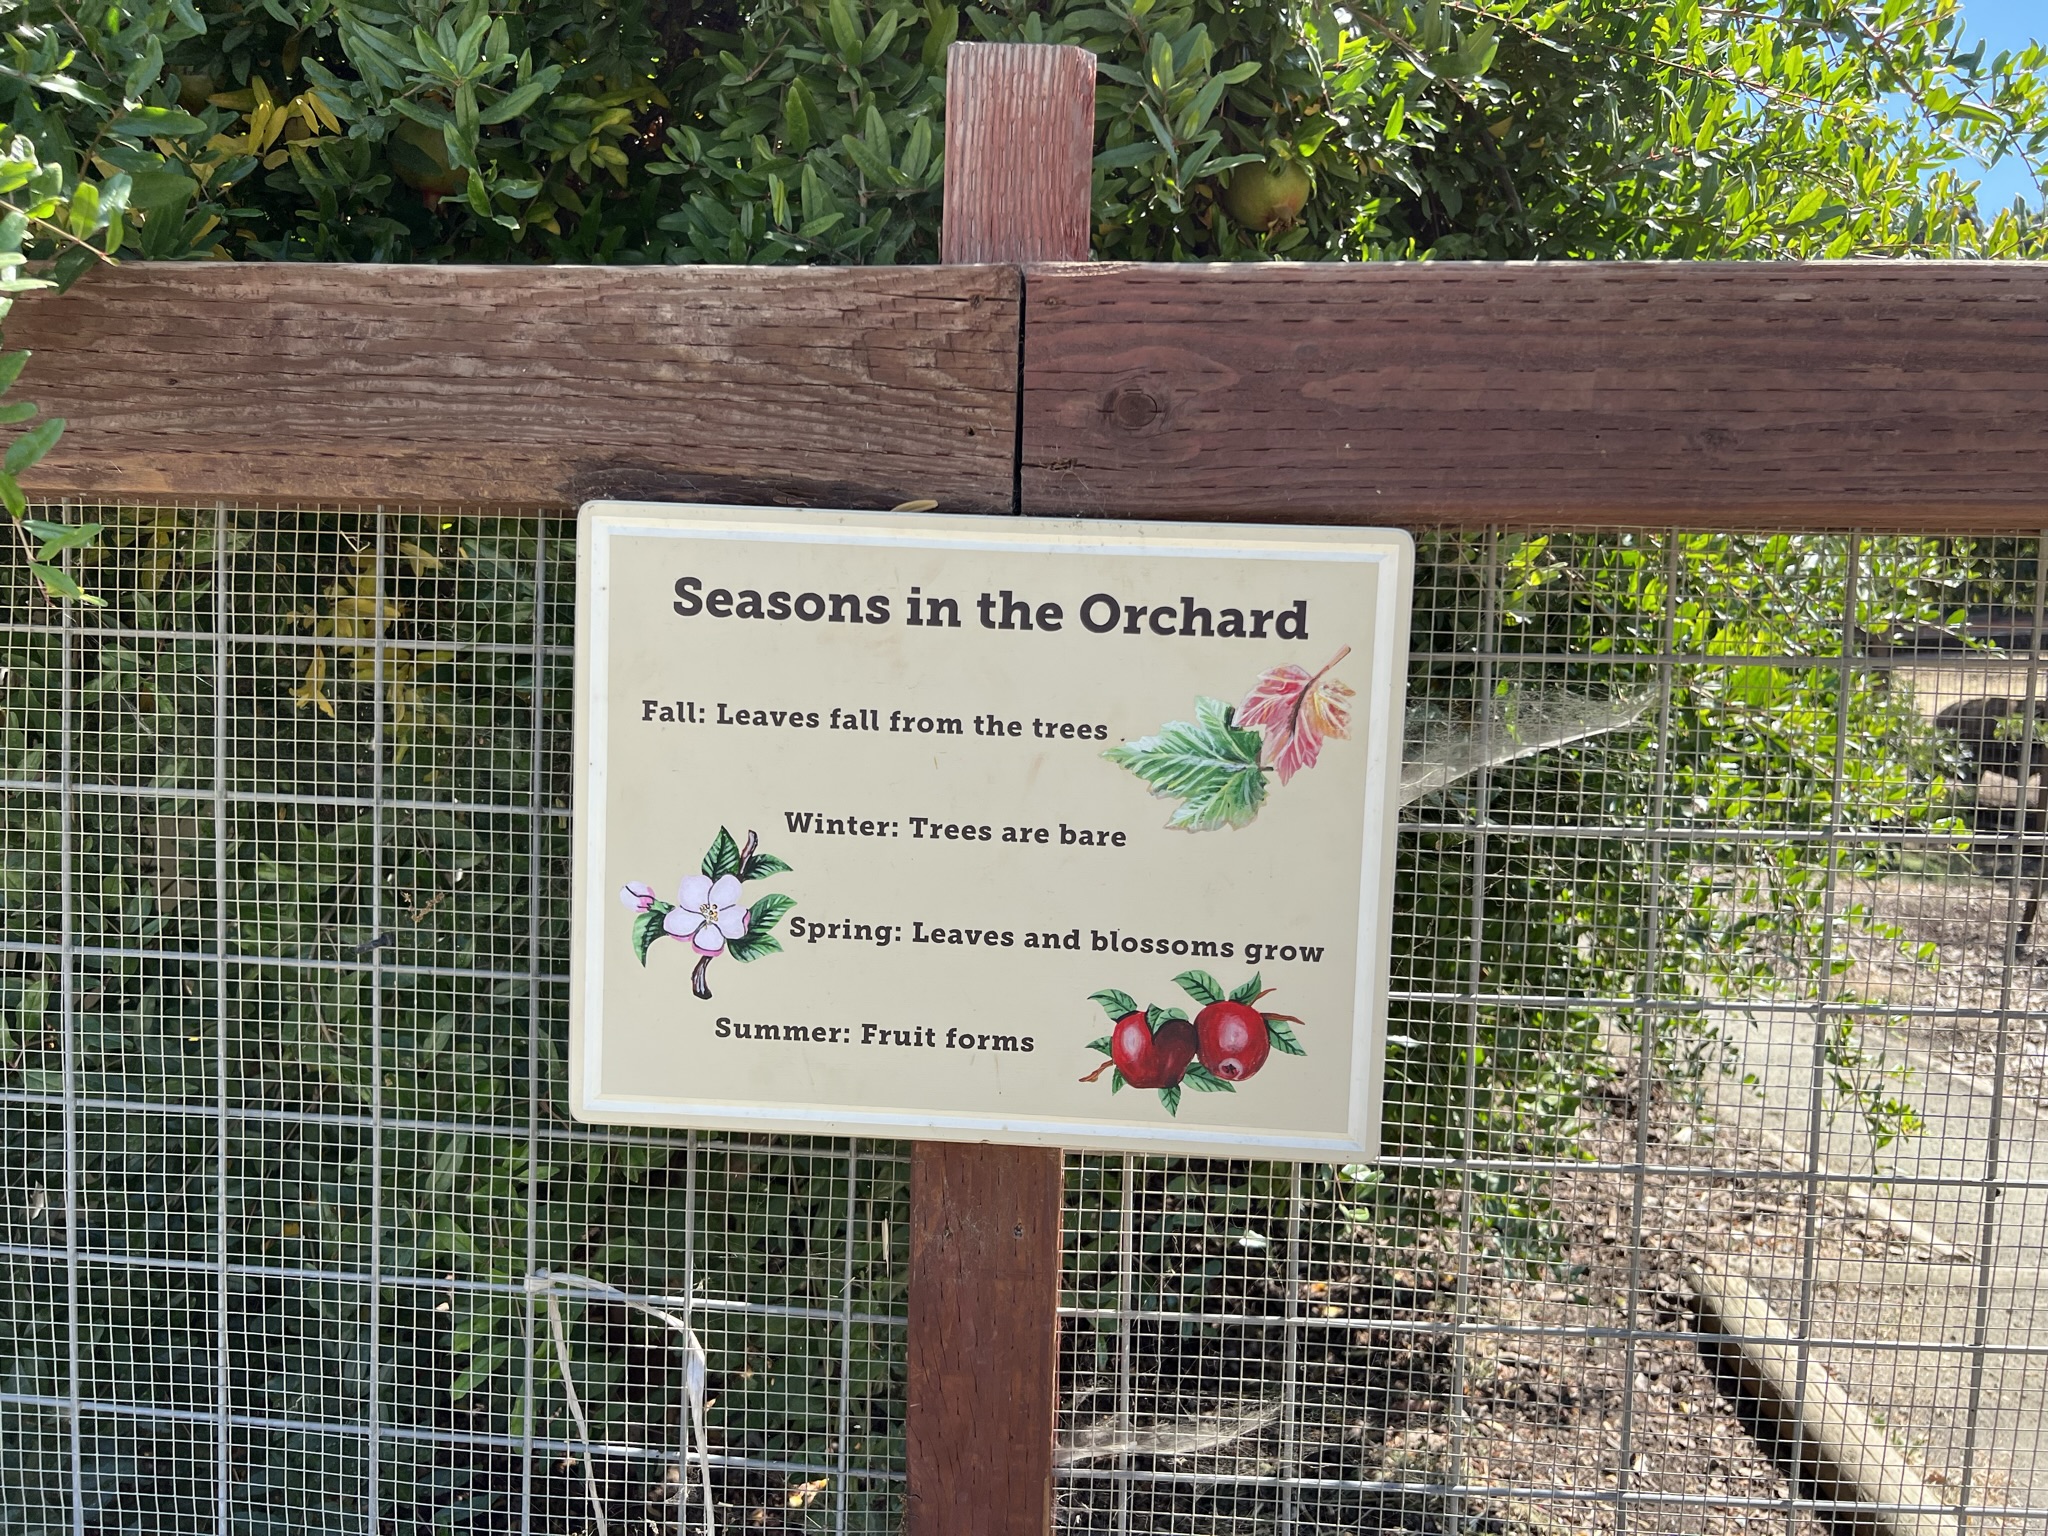 Seasons in the Orchard
Fall: Leaves fall from the trees
Winter: Trees are bare
Spring: Leaves and blossoms grow
Summer: Fruit forms